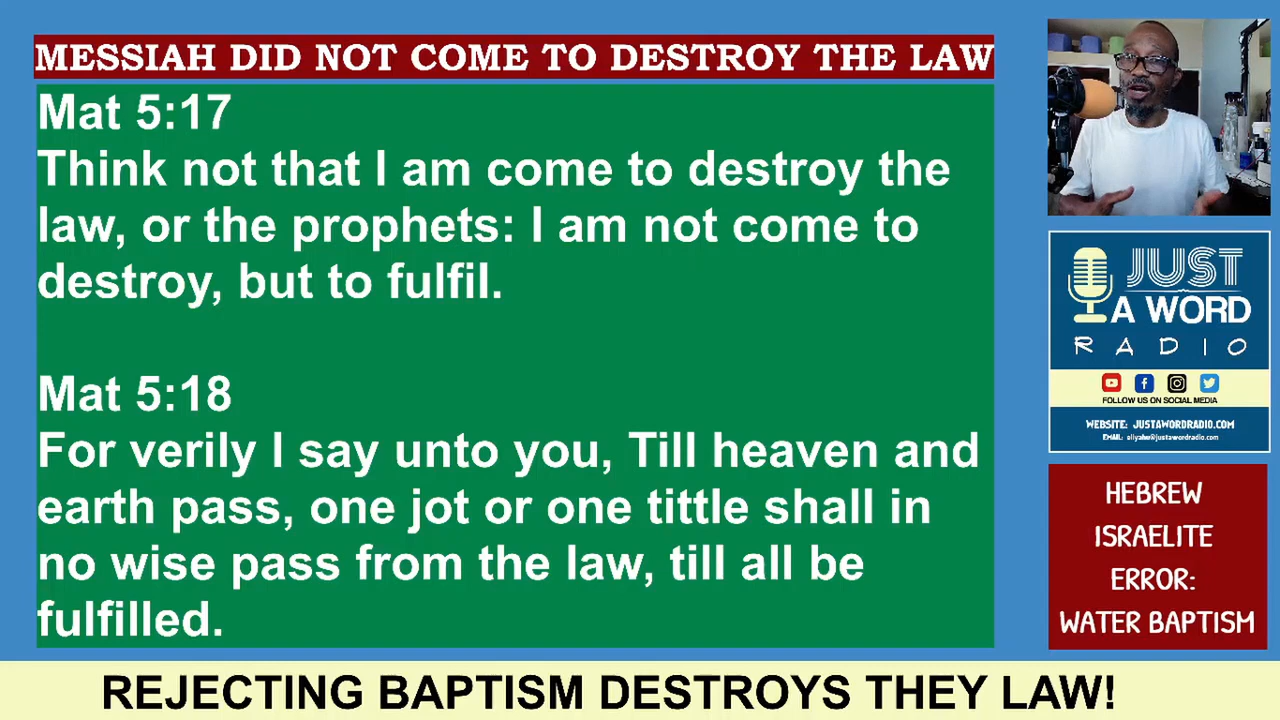 MESSIAH DID NOT COME TO DESTROY THE LAW
Mat 5:17
Think not that I am come to destroy the
law, or the prophets: I am not come to
destroy, but to fulfil.
Mat 5:18
For verily I say unto you, Till heaven and
earth pass, one jot or one tittle shall in
no wise pass from the law, till all be
fulfilled.
JUST
A WORD
RADIO
FOLLOW US ON SOCIAL MEDIA
WEBSITE: JUSTAWORDRADIO.COM
EMAIL: eliyahu@justawordradio.com
HEBREW
ISRAELITE
ERROR:
WATER BAPTISM
REJECTING BAPTISM DESTROYS THEY LAW!